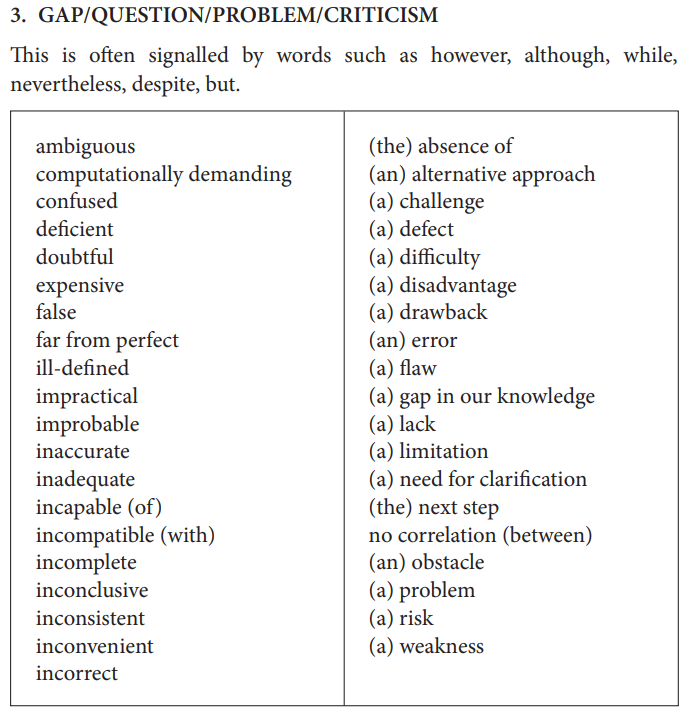 3. GAP/QUESTION/PROBLEM/CRITICISM
This is often signalled by words such as however, although, while,
nevertheless, despite, but.
ambiguous
computationally demanding
confused
deficient
doubtful
expensive
false
far from perfect
ill-defined
impractical
improbable
inaccurate
inadequate
incapable (of)
incompatible (with)
incomplete
inconclusive
inconsistent
inconvenient
incorrect
(the) absence of
(an) alternative approach
(a) challenge
(a) defect
(a) difficulty
(a) disadvantage
(a) drawback
(an) error
(a) flaw
(a) gap in our knowledge
(a) lack
(a) limitation
(a) need for clarification
(the) next step
no correlation (between)
(an) obstacle
(a) problem
(a) risk
(a) weakness